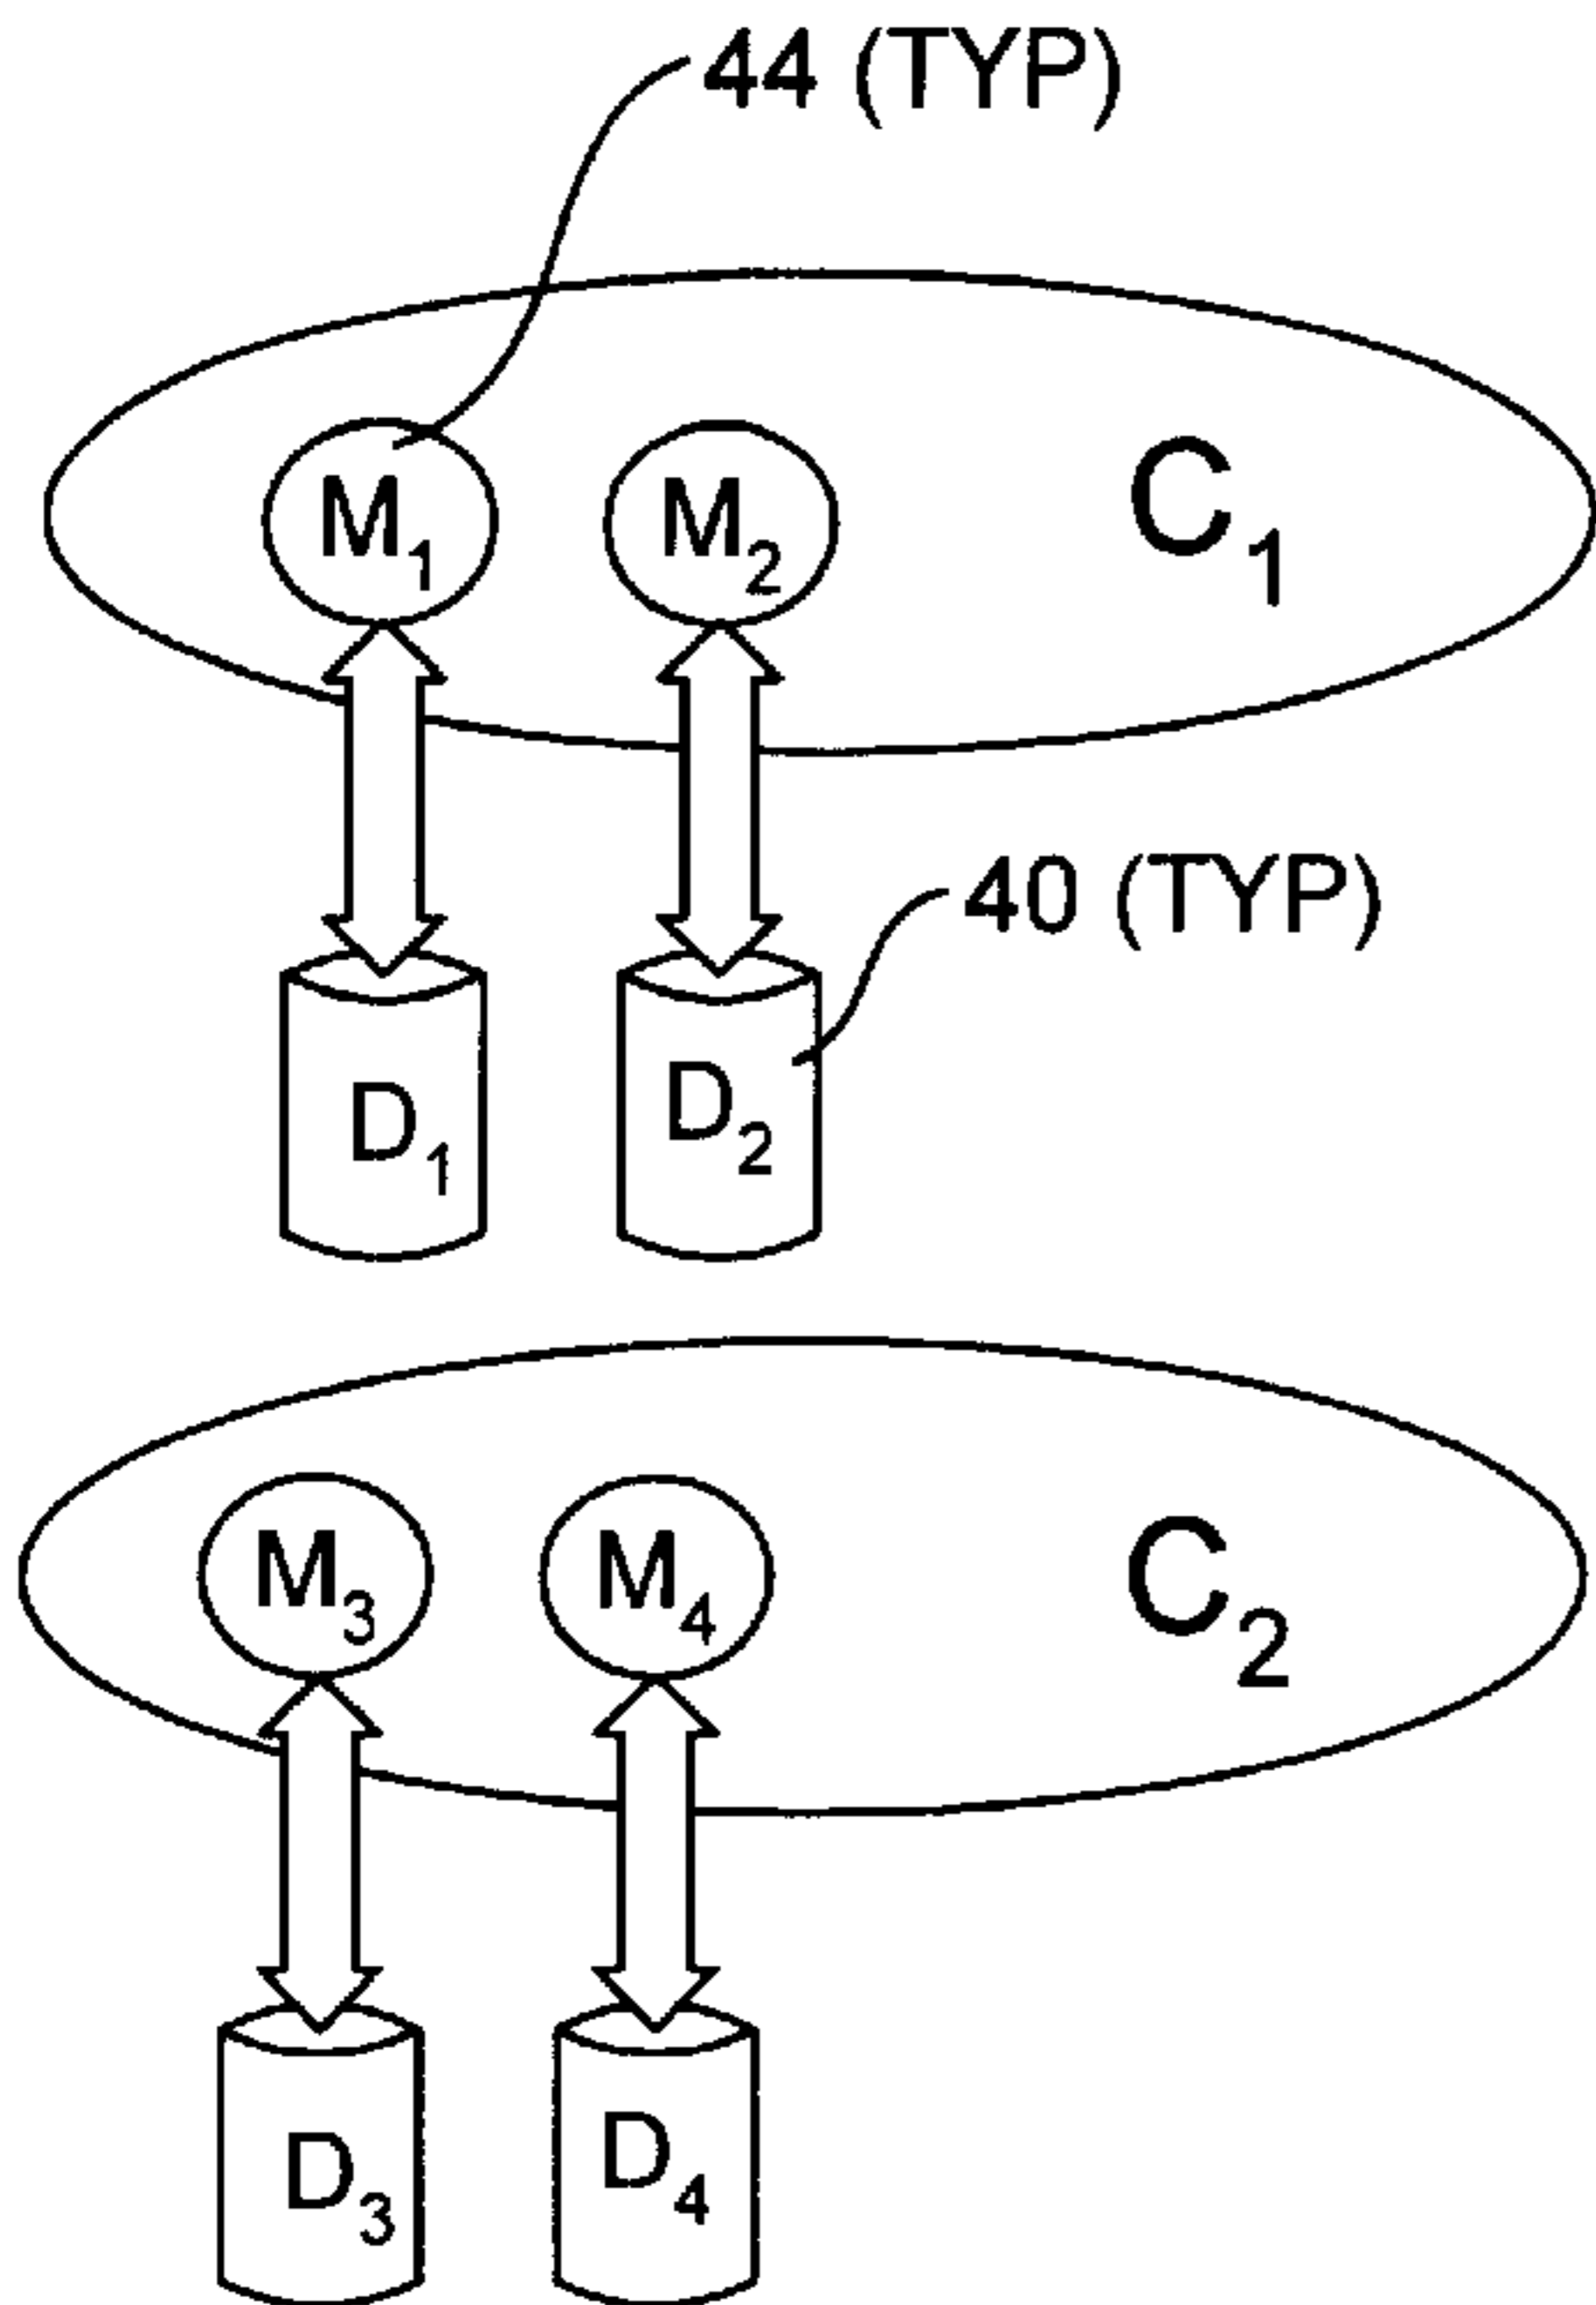 44 (TYP)
M₁ M₂ C₁
40 (TYP)
D₁ D₂
M₃ M₄ C₂
D₃ D₄